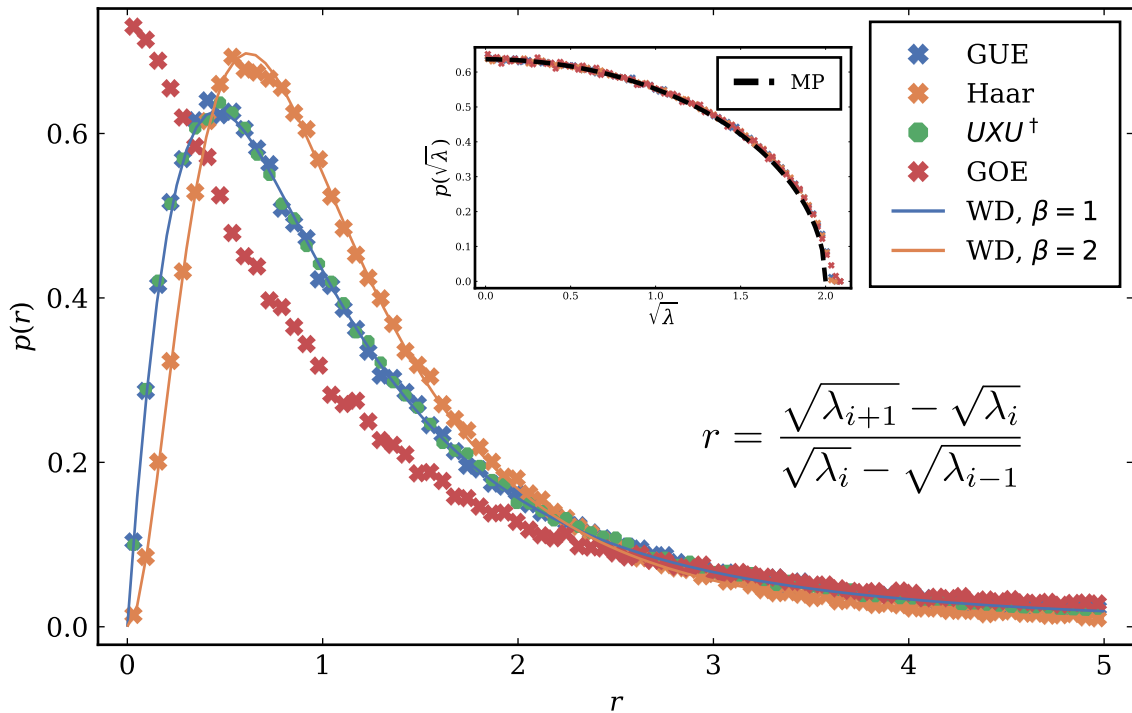 GUE
Haar
UXU†
GOE
WD, β = 1
WD, β = 2
MP
p(√λ)
0.6
0.5
0.4
0.3
0.2
0.1
0.0
0.0 0.5 1.0 1.5 2.0
√λ
r = (√λ_{i+1} − √λ_i) / (√λ_i − √λ_{i−1})
p(r)
0.6
0.4
0.2
0.0
0 1 2 3 4 5
r